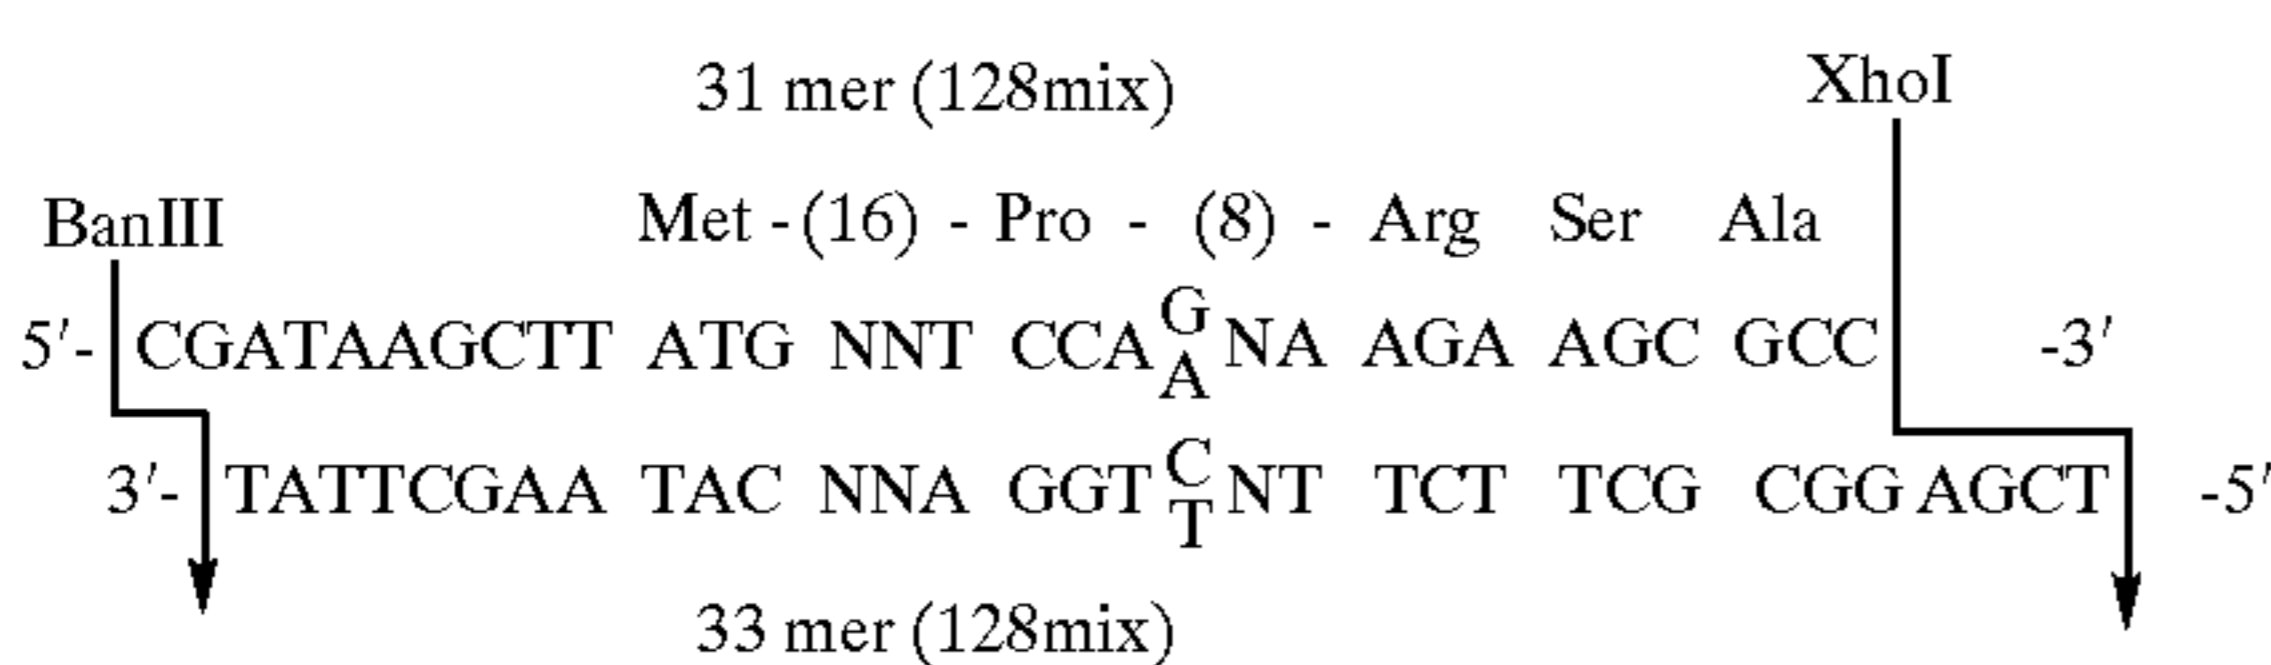 31 mer (128mix)
XhoI
BanIII
Met - (16) - Pro - (8) - Arg Ser Ala
5′- CGATAAGCTT ATG NNT CCA G/A NA AGA AGC GCC -3′
3′- TATTCGAA TAC NNA GGT C/T NT TCT TCG CGG AGCT -5′
33 mer (128mix)